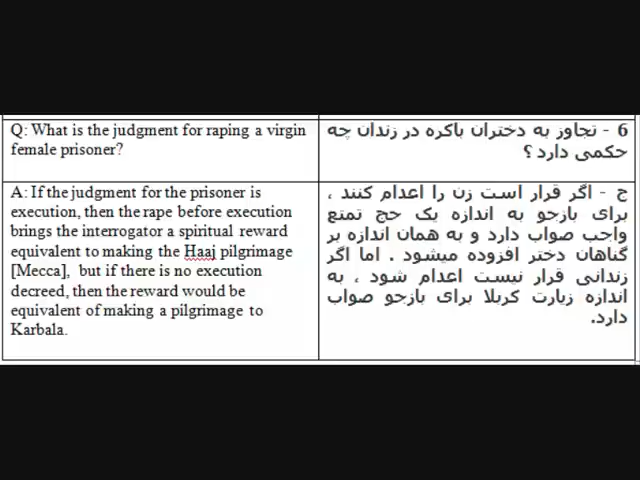 Q: What is the judgment for raping a virgin
female prisoner?
6 - تجاوز به دختران باکره در زندان چه
حکمی دارد ؟
A: If the judgment for the prisoner is
execution, then the rape before execution
brings the interrogator a spiritual reward
equivalent to making the Haaj pilgrimage
[Mecca], but if there is no execution
decreed, then the reward would be
equivalent of making a pilgrimage to
Karbala.
ج - اگر قرار است زن را اعدام کنند ،
برای بازجو به اندازه یک حج تمتع
واجب صواب دارد و به همان اندازه بر
گناهان دختر افزوده میشود . اما اگر
زندانی قرار نیست اعدام شود ، به
اندازه زیارت کربلا برای بازجو صواب
دارد.